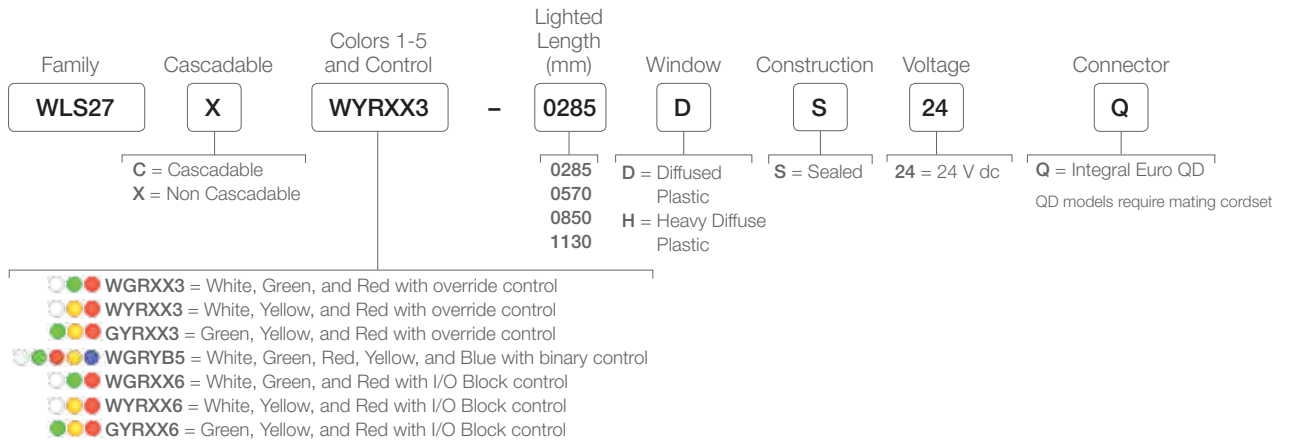 Family
Cascadable
Colors 1-5
and Control
Lighted
Length
(mm)
Window
Construction
Voltage
Connector
WLS27
X
WYRXX3
–
0285
D
S
24
Q
C = Cascadable
X = Non Cascadable
0285
0570
0850
1130
D = Diffused
Plastic
H = Heavy Diffuse
Plastic
S = Sealed
24 = 24 V dc
Q = Integral Euro QD
QD models require mating cordset
WGRXX3 = White, Green, and Red with override control
WYRXX3 = White, Yellow, and Red with override control
GYRXX3 = Green, Yellow, and Red with override control
WGRYB5 = White, Green, Red, Yellow, and Blue with binary control
WGRXX6 = White, Green, and Red with I/O Block control
WYRXX6 = White, Yellow, and Red with I/O Block control
GYRXX6 = Green, Yellow, and Red with I/O Block control